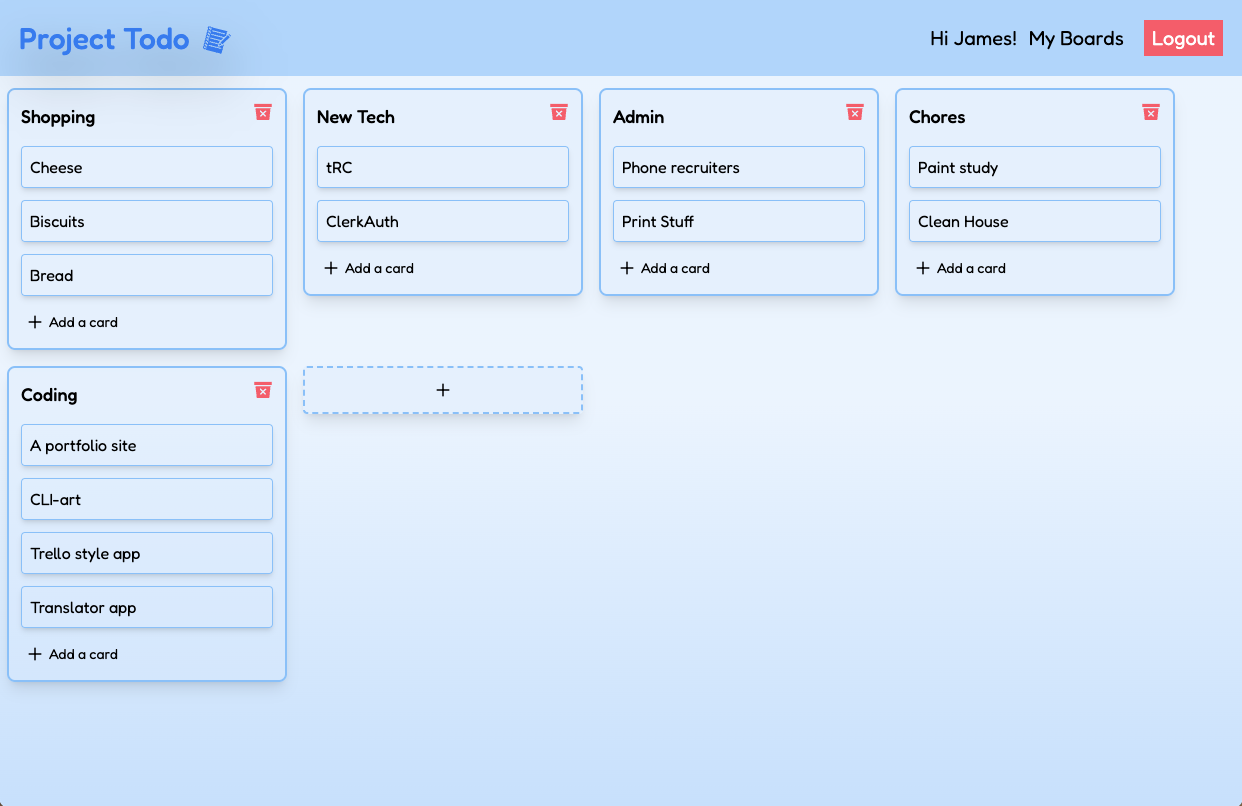 Project Todo
Hi James! My Boards Logout
Shopping
Cheese
Biscuits
Bread
+ Add a card
New Tech
tRC
ClerkAuth
+ Add a card
Admin
Phone recruiters
Print Stuff
+ Add a card
Chores
Paint study
Clean House
+ Add a card
Coding
A portfolio site
CLI-art
Trello style app
Translator app
+ Add a card
+